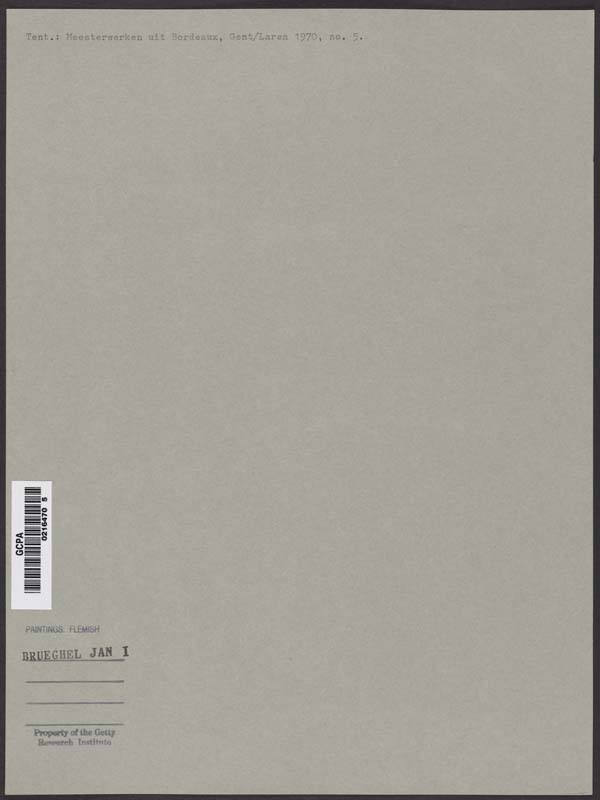 Tent.: Meesterwerken uit Bordeaux, Gent/Laren 1970, no. 5.
GCPA
0216470 5
PAINTINGS. FLEMISH
BRUEGHEL JAN I
Property of the Getty
Research Institute